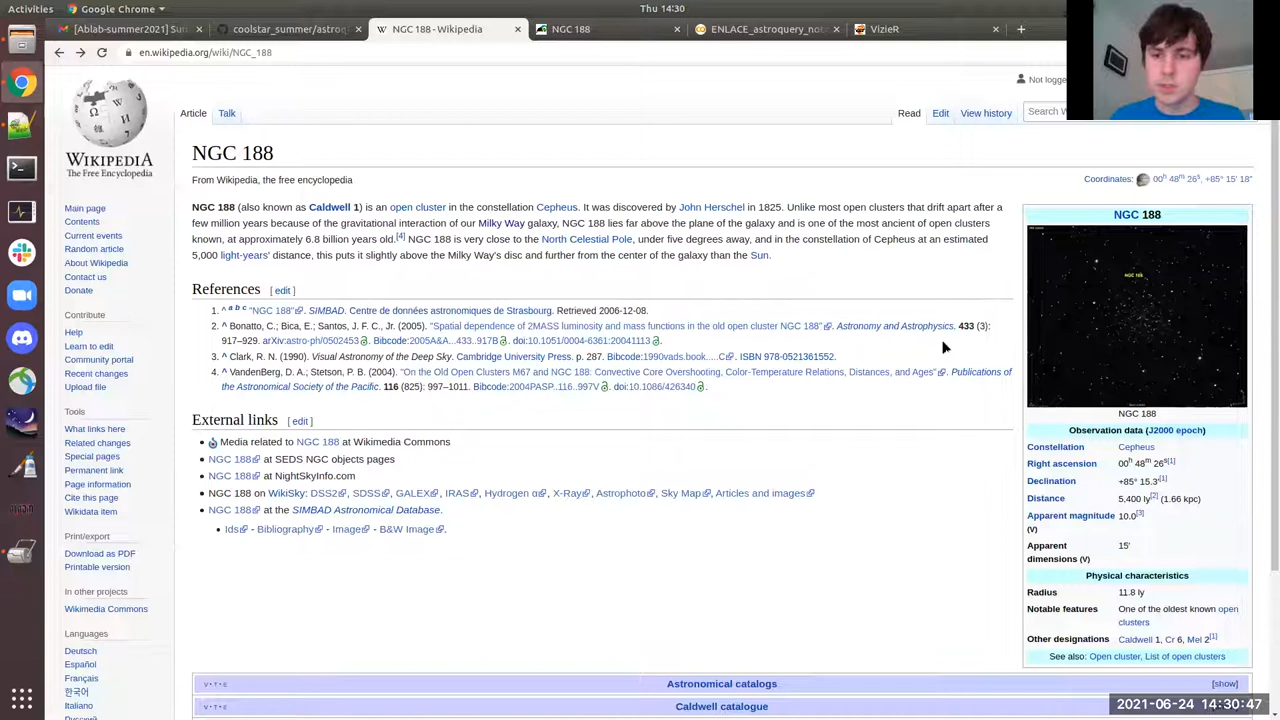 Activities
Google Chrome
Thu 14:30
[Ablab-summer2021] Sun
coolstar_summer/astroq
NGC 188 - Wikipedia
NGC 188
ENLACE_astroquery_note
VizieR
en.wikipedia.org/wiki/NGC_188
Not logge
Article
Talk
Read
Edit
View history
Search W
WIKIPEDIA
The Free Encyclopedia
NGC 188
From Wikipedia, the free encyclopedia
Coordinates: 00h 48m 26s, +85° 15′ 18″
NGC 188 (also known as Caldwell 1) is an open cluster in the constellation Cepheus. It was discovered by John Herschel in 1825. Unlike most open clusters that drift apart after a
few million years because of the gravitational interaction of our Milky Way galaxy, NGC 188 lies far above the plane of the galaxy and is one of the most ancient of open clusters
known, at approximately 6.8 billion years old.[4] NGC 188 is very close to the North Celestial Pole, under five degrees away, and in the constellation of Cepheus at an estimated
5,000 light-years' distance, this puts it slightly above the Milky Way's disc and further from the center of the galaxy than the Sun.
References [ edit ]
1. ^ a b c "NGC 188". SIMBAD. Centre de données astronomiques de Strasbourg. Retrieved 2006-12-08.
2. ^ Bonatto, C.; Bica, E.; Santos, J. F. C., Jr. (2005). "Spatial dependence of 2MASS luminosity and mass functions in the old open cluster NGC 188". Astronomy and Astrophysics. 433 (3):
917–929. arXiv:astro-ph/0502453. Bibcode:2005A&A...433..917B. doi:10.1051/0004-6361:20041113.
3. ^ Clark, R. N. (1990). Visual Astronomy of the Deep Sky. Cambridge University Press. p. 287. Bibcode:1990vads.book.....C. ISBN 978-0521361552.
4. ^ VandenBerg, D. A.; Stetson, P. B. (2004). "On the Old Open Clusters M67 and NGC 188: Convective Core Overshooting, Color-Temperature Relations, Distances, and Ages". Publications of
the Astronomical Society of the Pacific. 116 (825): 997–1011. Bibcode:2004PASP..116..997V. doi:10.1086/426340.
External links [ edit ]
Media related to NGC 188 at Wikimedia Commons
NGC 188 at SEDS NGC objects pages
NGC 188 at NightSkyInfo.com
NGC 188 on WikiSky: DSS2, SDSS, GALEX, IRAS, Hydrogen α, X-Ray, Astrophoto, Sky Map, Articles and images
NGC 188 at the SIMBAD Astronomical Database.
Ids - Bibliography - Image - B&W Image.
Main page
Contents
Current events
Random article
About Wikipedia
Contact us
Donate
Contribute
Help
Learn to edit
Community portal
Recent changes
Upload file
Tools
What links here
Related changes
Special pages
Permanent link
Page information
Cite this page
Wikidata item
Print/export
Download as PDF
Printable version
In other projects
Wikimedia Commons
Languages
Deutsch
Español
Français
한국어
Italiano
NGC 188
NGC 188
NGC 188
Observation data (J2000 epoch)
Constellation Cepheus
Right ascension 00h 48m 26s[1]
Declination +85° 15.3′[1]
Distance 5,400 ly[2] (1.66 kpc)
Apparent magnitude (V) 10.0[3]
Apparent dimensions (V) 15′
Physical characteristics
Radius 11.8 ly
Notable features One of the oldest known open
clusters
Other designations Caldwell 1, Cr 6, Mel 2[1]
See also: Open cluster, List of open clusters
V · T · E Astronomical catalogs [show]
V · T · E Caldwell catalogue
2021-06-24 14:30:47